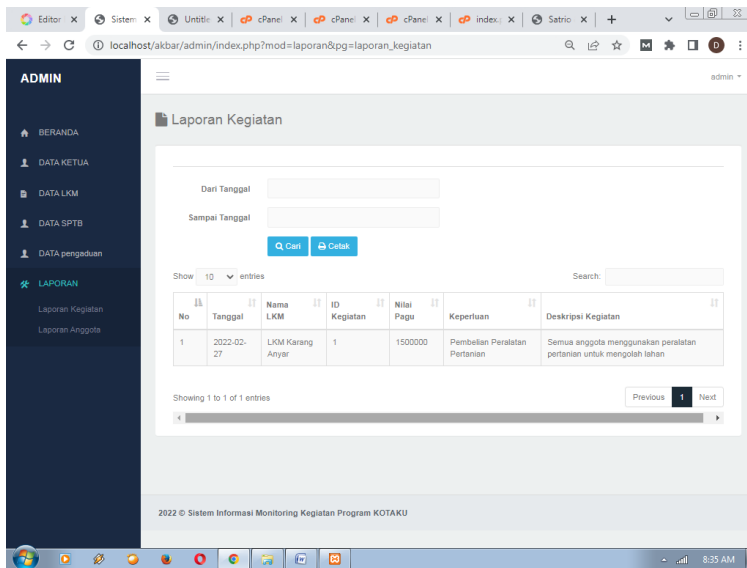 Editor
Sistem
Untitle
cPanel
cPanel
cPanel
index.
Satrio
localhost/akbar/admin/index.php?mod=laporan&pg=laporan_kegiatan
D
ADMIN
admin
BERANDA
DATA KETUA
DATA LKM
DATA SPTB
DATA pengaduan
LAPORAN
Laporan Kegiatan
Laporan Anggota
Laporan Kegiatan
Dari Tanggal
Sampai Tanggal
Cari Cetak
Show 10 entries Search:
No Tanggal Nama LKM ID Kegiatan Nilai Pagu Keperluan Deskripsi Kegiatan
1 2022-02-27 LKM Karang Anyar 1 1500000 Pembelian Peralatan Pertanian Semua anggota menggunakan peralatan pertanian untuk mengolah lahan
Showing 1 to 1 of 1 entries
Previous 1 Next
2022 © Sistem Informasi Monitoring Kegiatan Program KOTAKU
8:35 AM